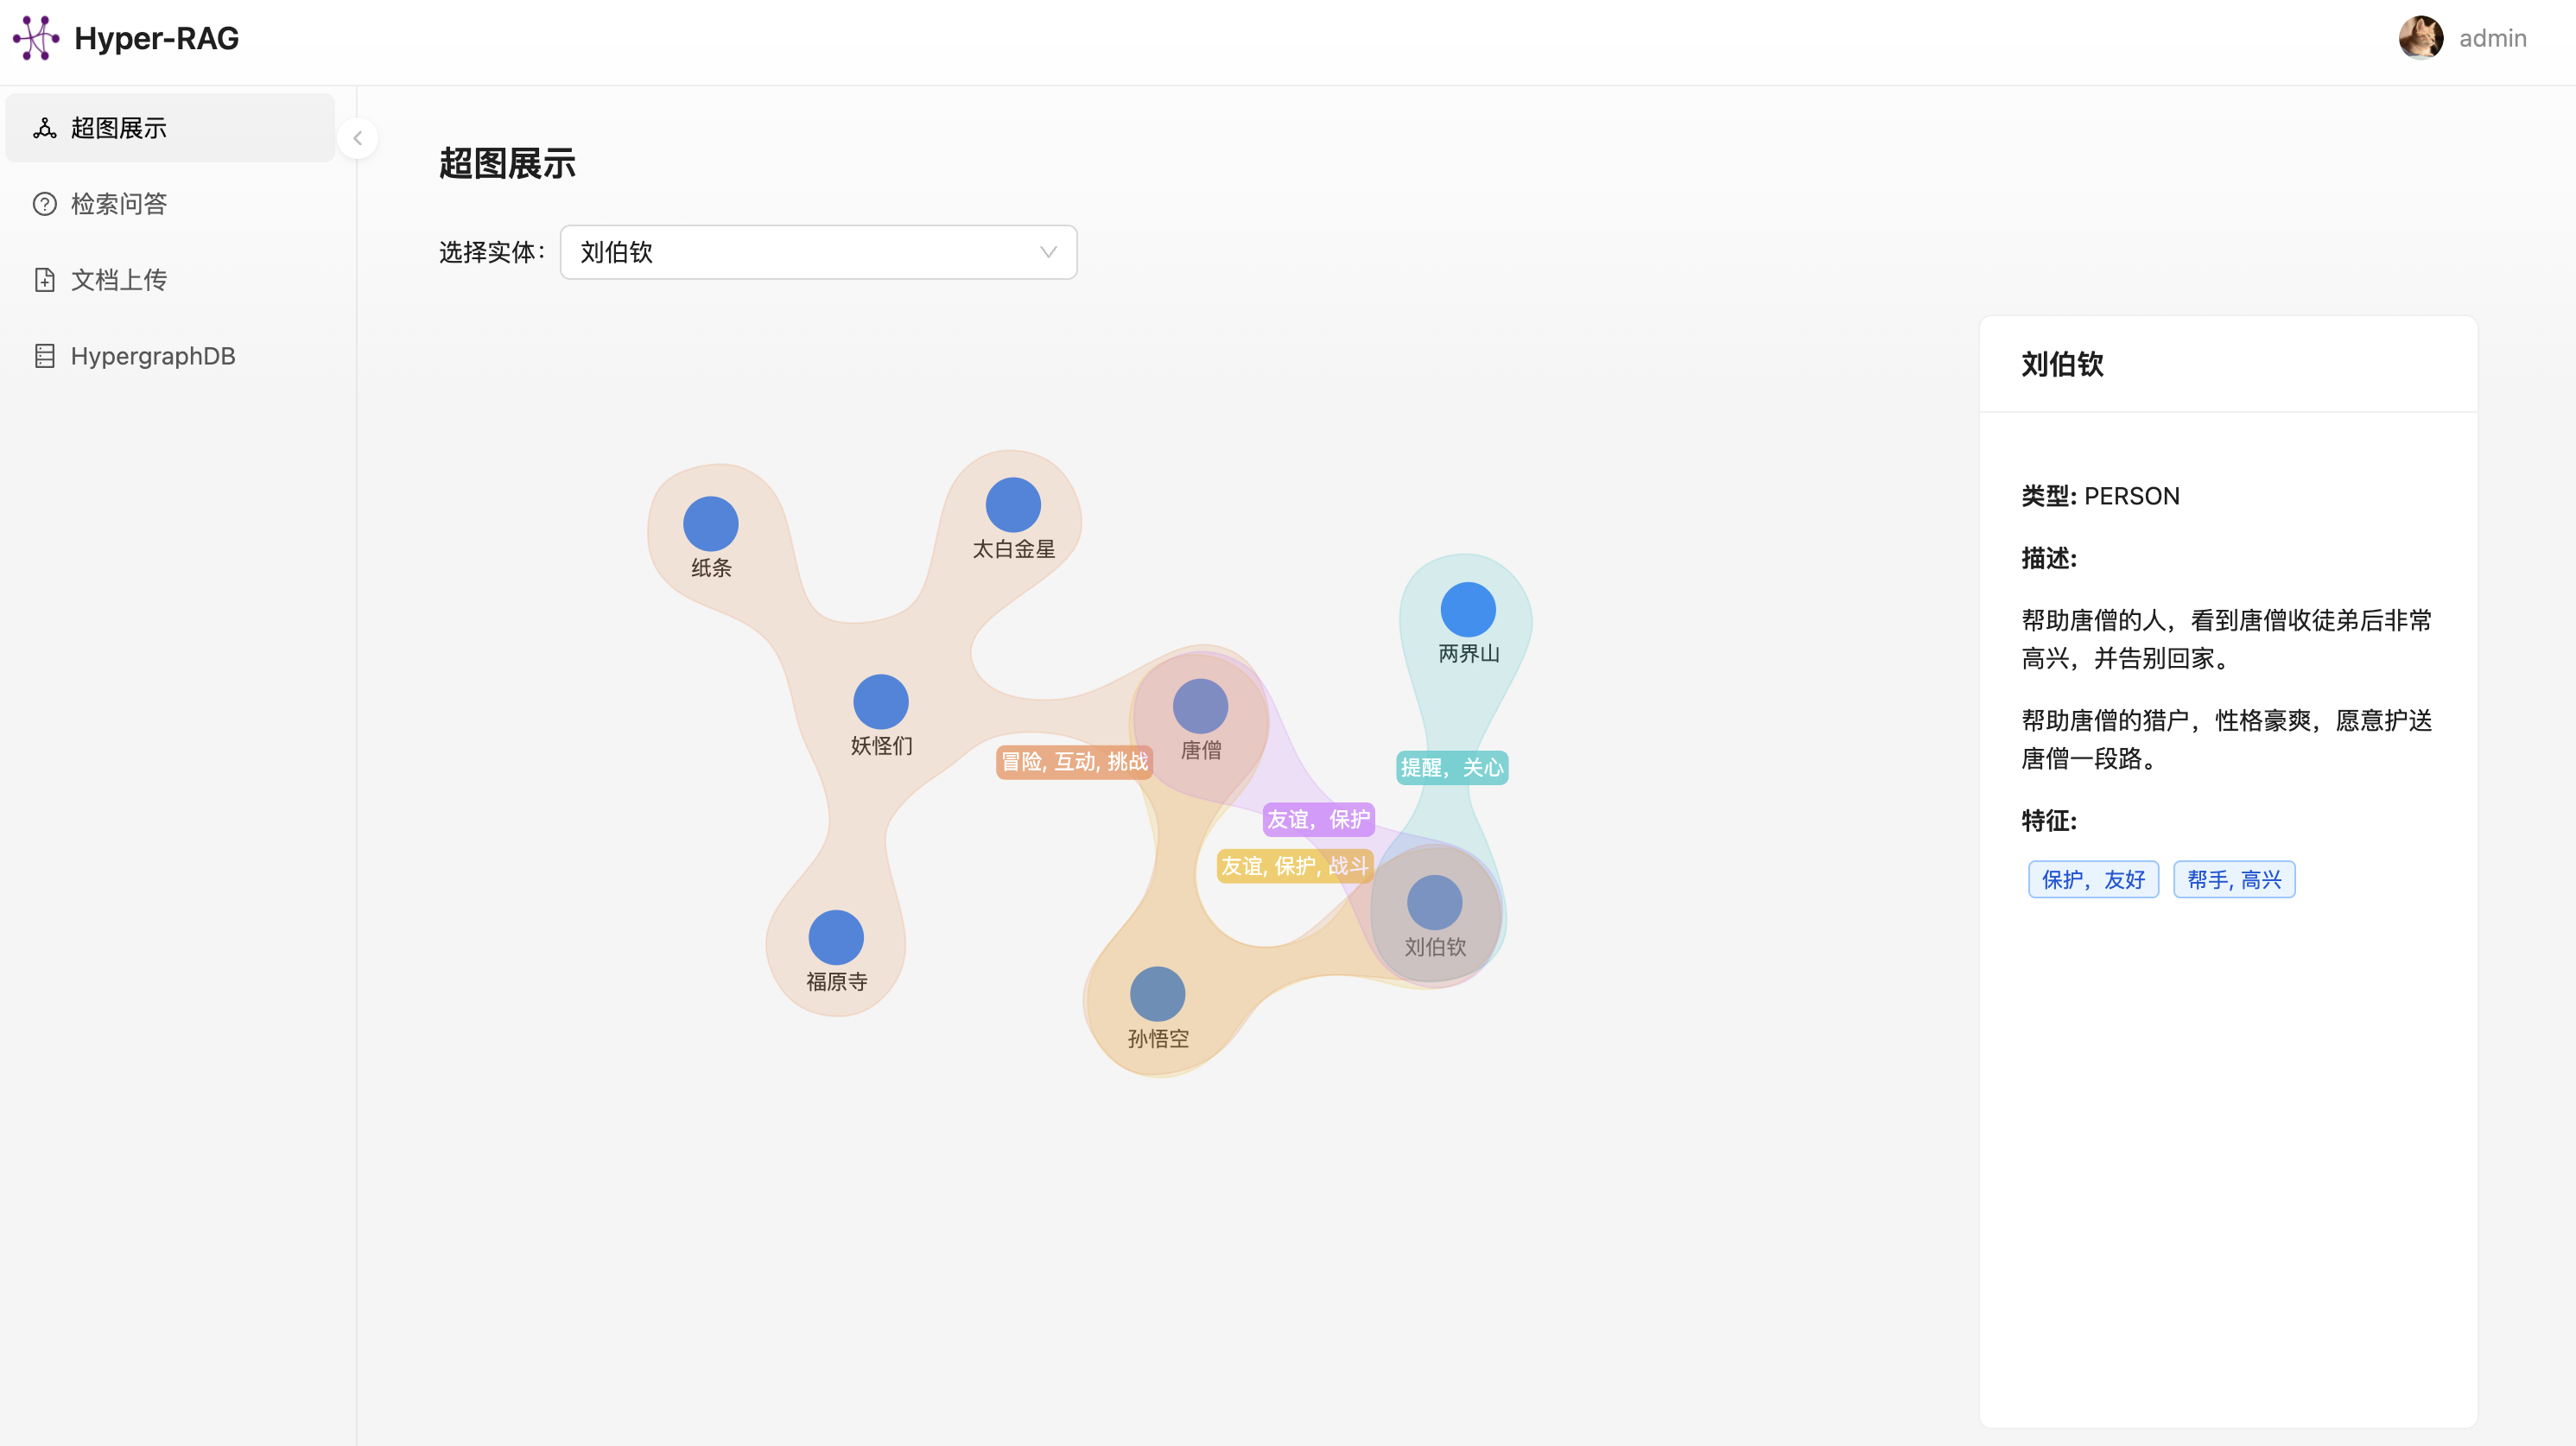 Hyper-RAG
admin
超图展示
检索问答
文档上传
HypergraphDB
超图展示
选择实体：
刘伯钦
纸条
太白金星
两界山
妖怪们
唐僧
冒险, 互动, 挑战
提醒，关心
友谊，保护
友谊, 保护, 战斗
刘伯钦
福原寺
孙悟空
刘伯钦
类型: PERSON
描述:
帮助唐僧的人，看到唐僧收徒弟后非常
高兴，并告别回家。
帮助唐僧的猎户，性格豪爽，愿意护送
唐僧一段路。
特征:
保护，友好
帮手, 高兴